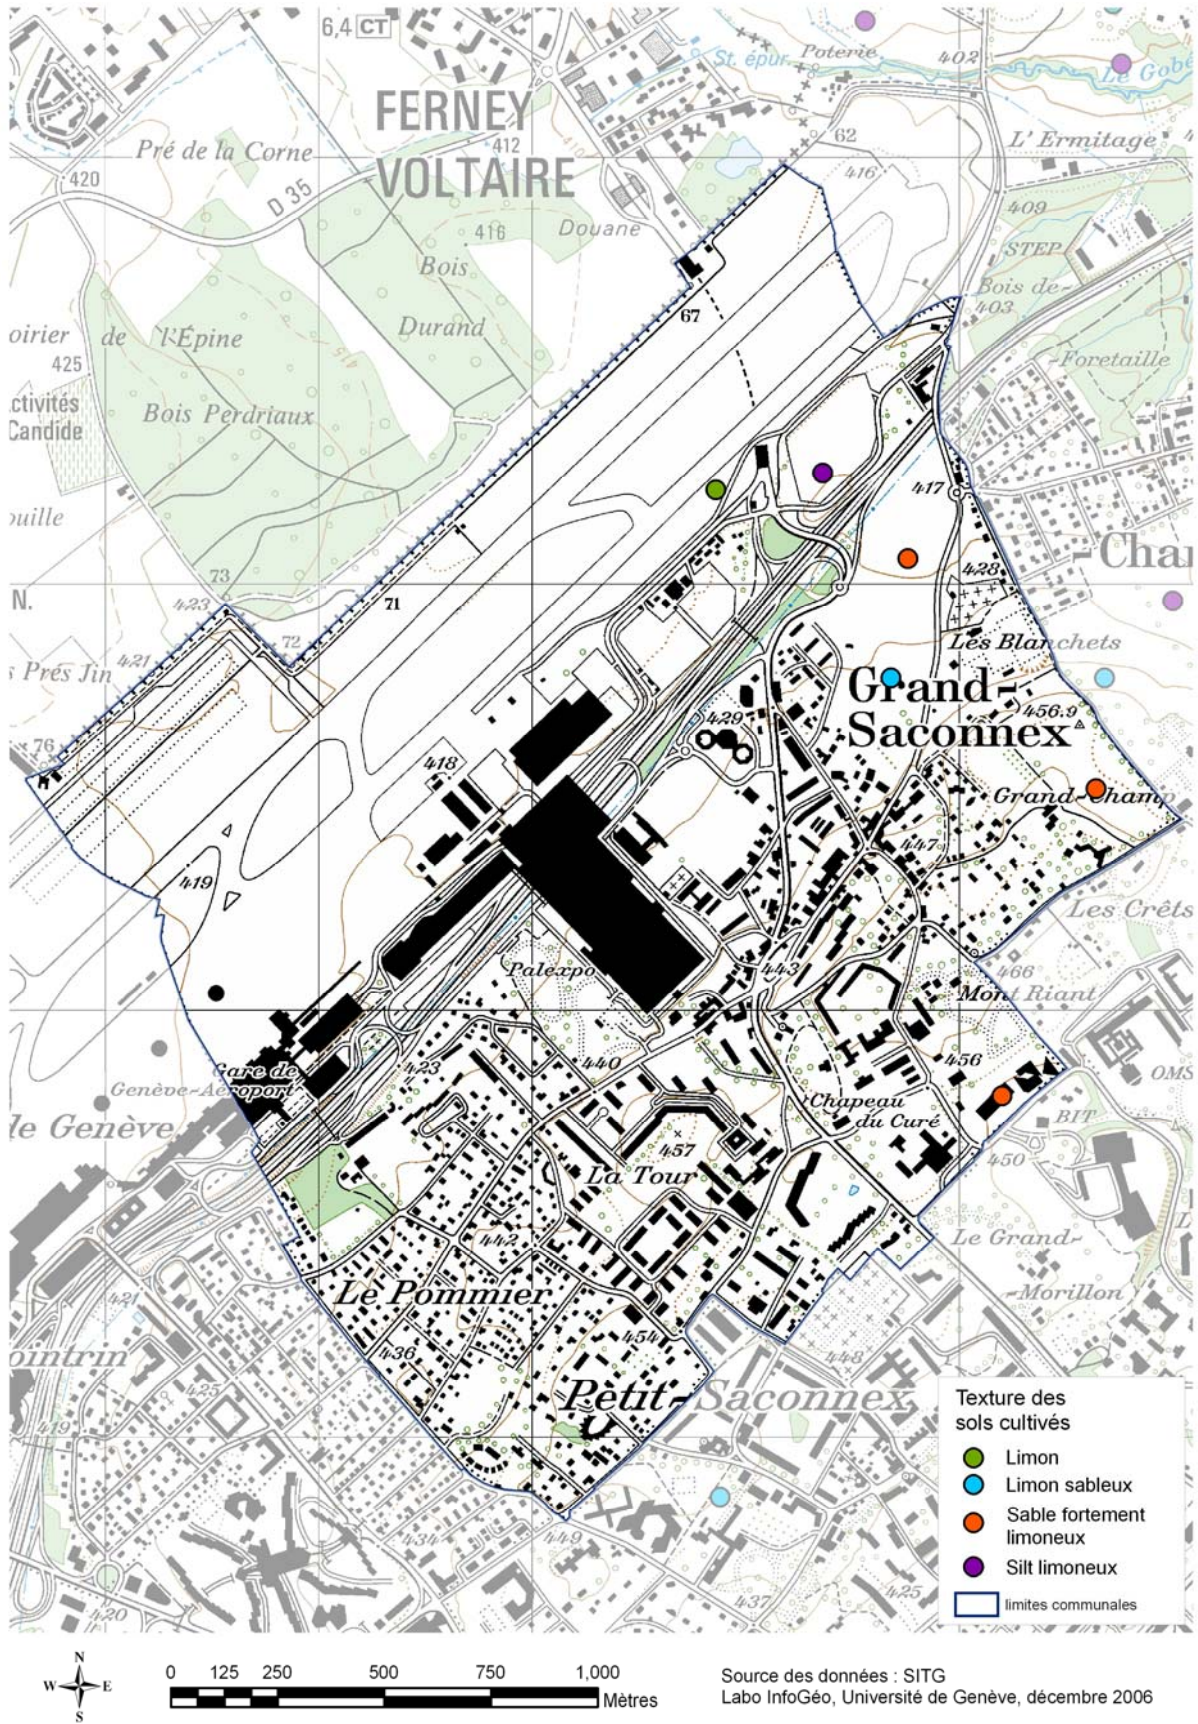 6,4 CT
St. épur.
Poterie
402
Le Gobé
FERNEY
VOLTAIRE
Pré de la Corne
412
410
62
L'Ermitage
420
D 35
416
409
416
Douane
STEP
Bois
Durand
Bois de-
403
67
oirier de l'Épine
425
-Foretaille
ctivités
Candide
Bois Perdriaux
417
ouille
-Chai
73
N.
423
71
428
72
Les Blanchets
s Prés Jin
421
Grand-
Saconnex
456.9
429
76
418
Grand-Champ
447
419
Les Crêts
Palexpo
443
466
Mont Riant
456
440
423
Gare de
Aéroport
Genève-Aéroport
OMS
Chapeau
du Curé
BIT
le Genève
457
450
La Tour
442
Le Grand-
-Morillon
Le Pommier
421
454
448
436
ointrin
425
Petit-Saconnex
419
434
449
437
425
420
Texture des
sols cultivés
Limon
Limon sableux
Sable fortement
limoneux
Silt limoneux
limites communales
N
W E
S
0 125 250 500 750 1,000
Mètres
Source des données : SITG
Labo InfoGéo, Université de Genève, décembre 2006